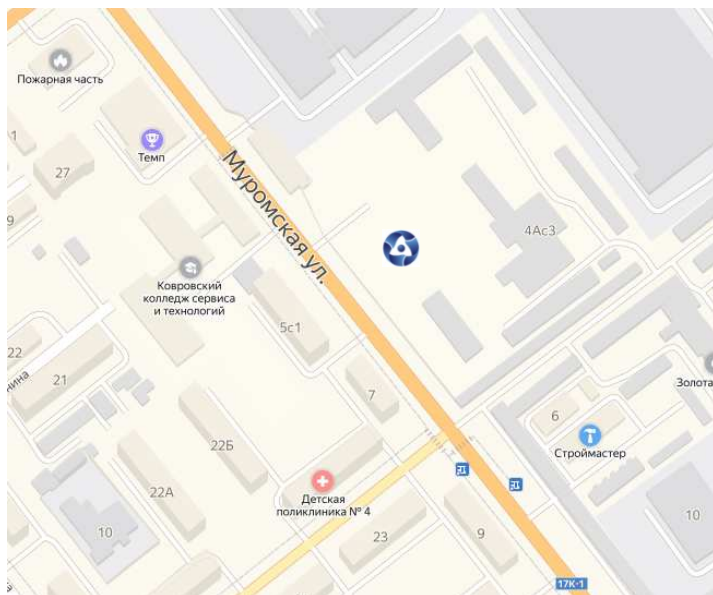 Пожарная часть
1
Темп
27
9
Муромская ул.
4Ас3
Ковровский
колледж сервиса
и технологий
5с1
22
21
7
Золота
6
Строймастер
22Б
22А
Детская
поликлиника № 4
10
23
9
10
17К-1